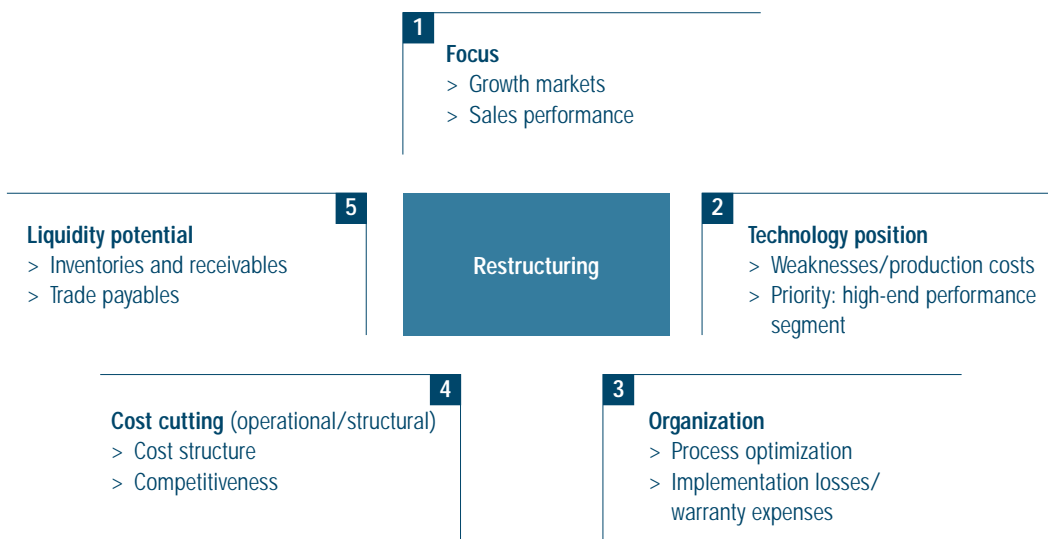 1
Focus
> Growth markets
> Sales performance
5
Liquidity potential
> Inventories and receivables
> Trade payables
Restructuring
2
Technology position
> Weaknesses/production costs
> Priority: high-end performance
segment
4
Cost cutting (operational/structural)
> Cost structure
> Competitiveness
3
Organization
> Process optimization
> Implementation losses/
warranty expenses